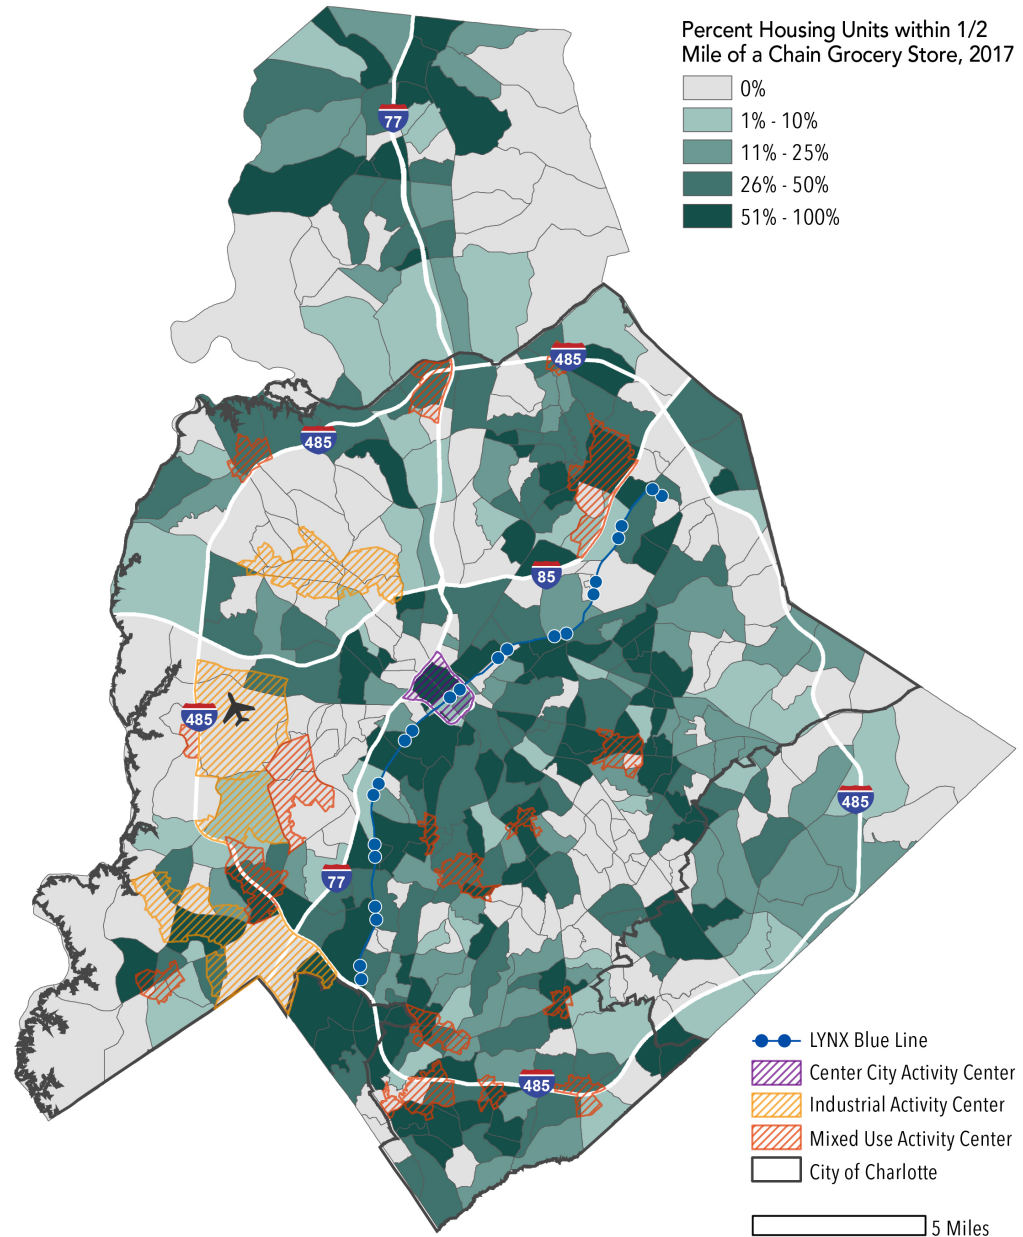 Percent Housing Units within 1/2
Mile of a Chain Grocery Store, 2017
0%
1% - 10%
11% - 25%
26% - 50%
51% - 100%
77
485
485
85
485
485
77
485
LYNX Blue Line
Center City Activity Center
Industrial Activity Center
Mixed Use Activity Center
City of Charlotte
5 Miles